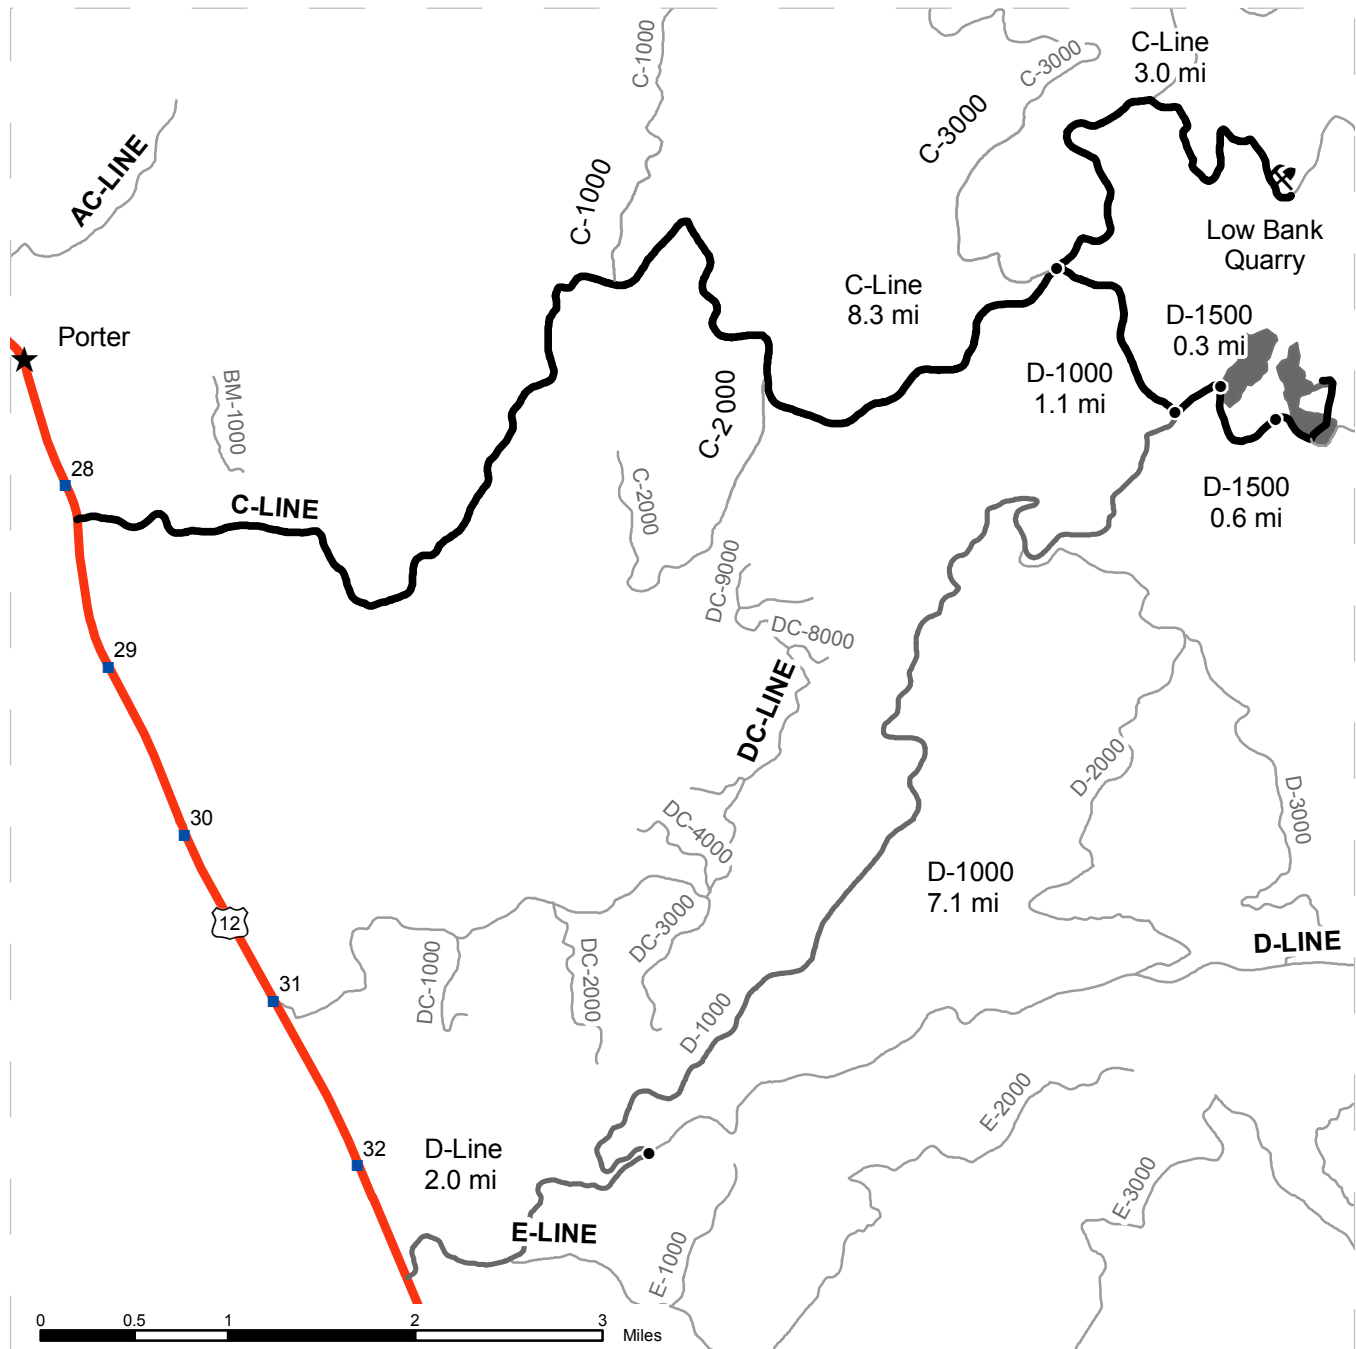 C-1000
C-3000
C-Line
3.0 mi
C-3000
AC-LINE
C-1000
Low Bank
Quarry
C-Line
8.3 mi
D-1500
0.3 mi
Porter
D-1000
1.1 mi
BM-1000
C-2000
28
C-LINE
C-2000
D-1500
0.6 mi
DC-9000
DC-8000
29
DC-LINE
D-2000
D-3000
30
DC-4000
D-1000
7.1 mi
12
DC-3000
D-LINE
DC-1000
DC-2000
31
D-1000
E-2000
32
D-Line
2.0 mi
E-3000
E-LINE
E-1000
0 0.5 1 2 3
Miles